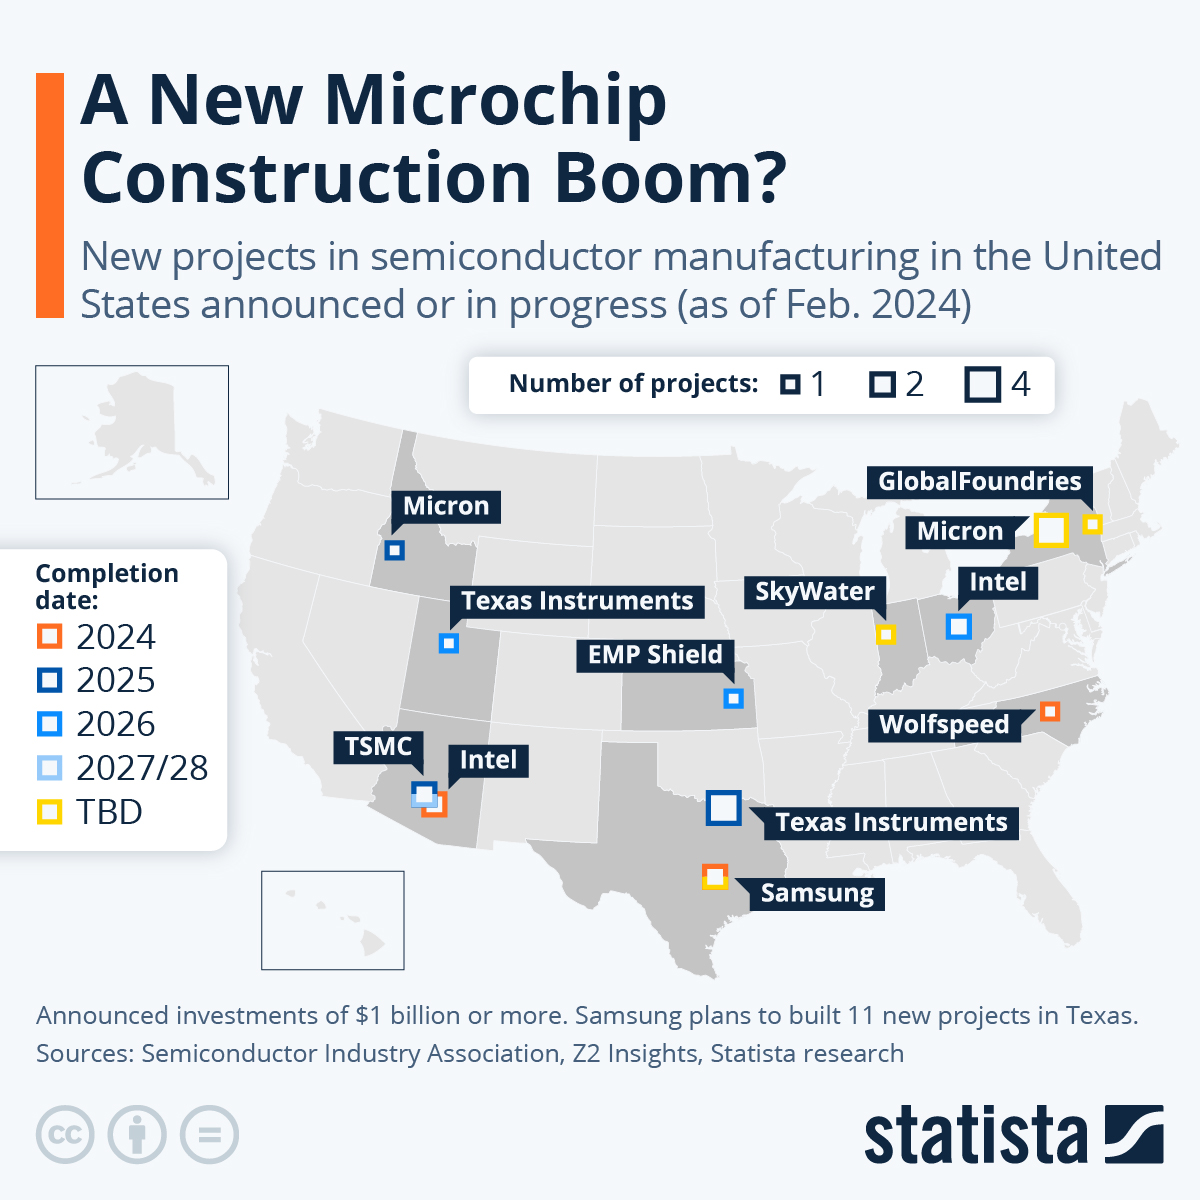 A New Microchip
Construction Boom?
New projects in semiconductor manufacturing in the United
States announced or in progress (as of Feb. 2024)
Number of projects: 1 2 4
GlobalFoundries
Micron
Micron
Intel
SkyWater
Texas Instruments
EMP Shield
Wolfspeed
TSMC
Intel
Texas Instruments
Samsung
Completion
date:
2024
2025
2026
2027/28
TBD
Announced investments of $1 billion or more. Samsung plans to built 11 new projects in Texas.
Sources: Semiconductor Industry Association, Z2 Insights, Statista research
cc
statista